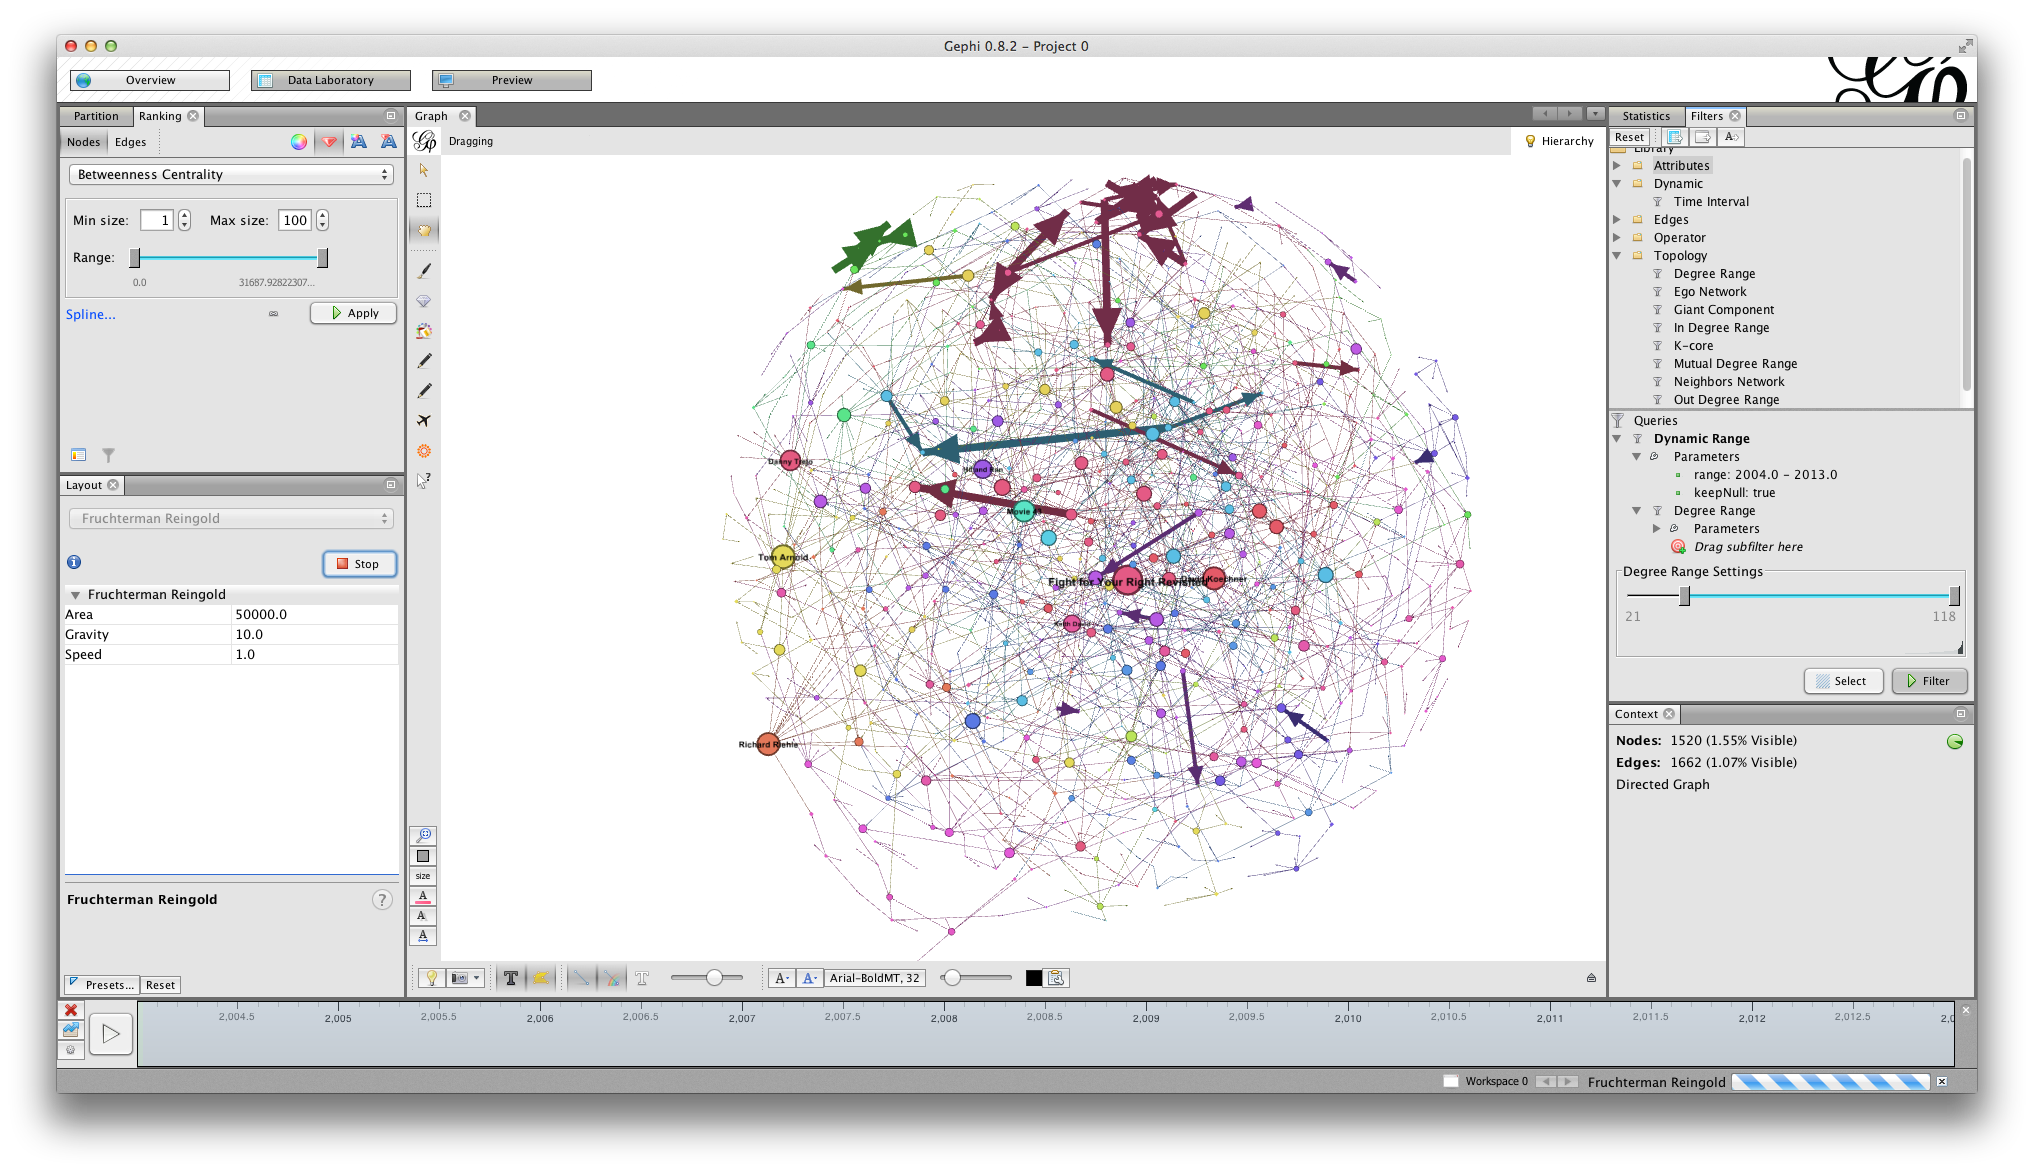 Gephi 0.8.2 – Project 0
Overview
Data Laboratory
Preview
Partition
Ranking
Nodes
Edges
Betweenness Centrality
Min size: 1
Max size: 100
Range:
0.0
31687.92822307...
Spline...
Apply
Layout
Fruchterman Reingold
Stop
Fruchterman Reingold
Area 50000.0
Gravity 10.0
Speed 1.0
Fruchterman Reingold
?
Presets...
Reset
Graph
Dragging
Hierarchy
size
Danny Trejo
Movie 43
Tom Arnold
Fight for Your Right Revisited
David Koechner
Keith David
Richard Riehle
Arial-BoldMT, 32
Statistics
Filters
Reset
Library
Attributes
Dynamic
Time Interval
Edges
Operator
Topology
Degree Range
Ego Network
Giant Component
In Degree Range
K-core
Mutual Degree Range
Neighbors Network
Out Degree Range
Queries
Dynamic Range
Parameters
range: 2004.0 – 2013.0
keepNull: true
Degree Range
Parameters
Drag subfilter here
Degree Range Settings
21
118
Select
Filter
Context
Nodes: 1520 (1.55% Visible)
Edges: 1662 (1.07% Visible)
Directed Graph
2,004.5 2,005 2,005.5 2,006 2,006.5 2,007 2,007.5 2,008 2,008.5 2,009 2,009.5 2,010 2,010.5 2,011 2,011.5 2,012 2,012.5
Workspace 0
Fruchterman Reingold